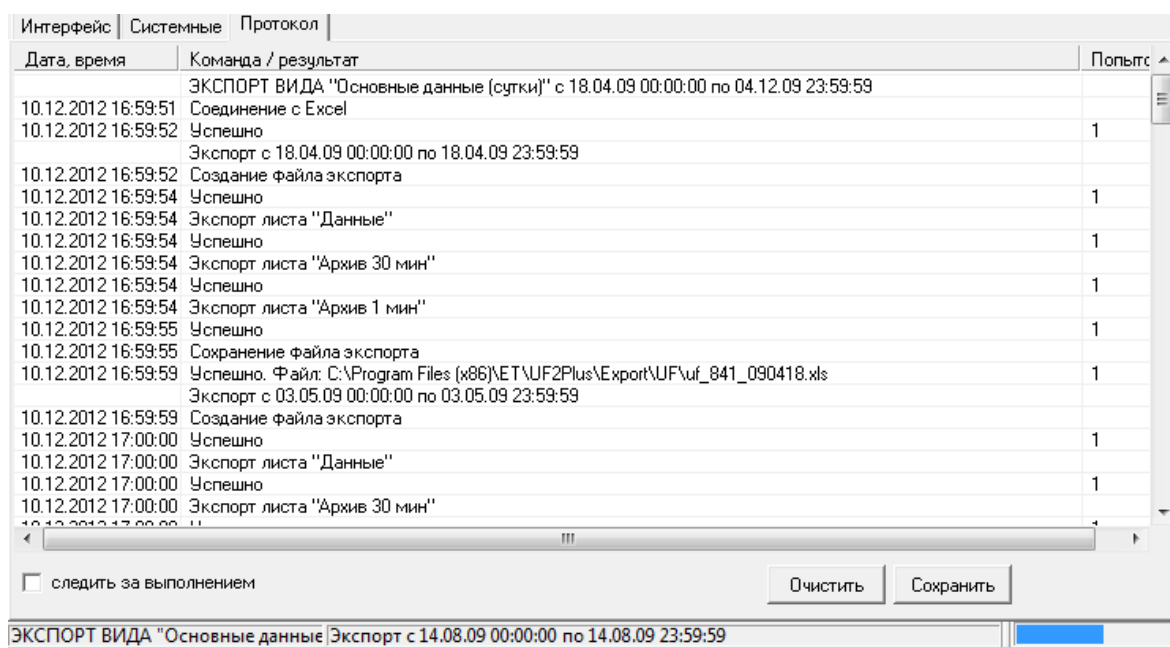 Интерфейс Системные Протокол
Дата, время Команда / результат Попыто
ЭКСПОРТ ВИДА "Основные данные (сутки)" с 18.04.09 00:00:00 по 04.12.09 23:59:59
10.12.2012 16:59:51 Соединение с Excel
10.12.2012 16:59:52 Успешно 1
Экспорт с 18.04.09 00:00:00 по 18.04.09 23:59:59
10.12.2012 16:59:52 Создание файла экспорта
10.12.2012 16:59:54 Успешно 1
10.12.2012 16:59:54 Экспорт листа "Данные"
10.12.2012 16:59:54 Успешно 1
10.12.2012 16:59:54 Экспорт листа "Архив 30 мин"
10.12.2012 16:59:54 Успешно 1
10.12.2012 16:59:54 Экспорт листа "Архив 1 мин"
10.12.2012 16:59:55 Успешно 1
10.12.2012 16:59:55 Сохранение файла экспорта
10.12.2012 16:59:59 Успешно. Файл: C:\Program Files (x86)\ET\UF2Plus\Export\UF\uf_841_090418.xls 1
Экспорт с 03.05.09 00:00:00 по 03.05.09 23:59:59
10.12.2012 16:59:59 Создание файла экспорта
10.12.2012 17:00:00 Успешно 1
10.12.2012 17:00:00 Экспорт листа "Данные"
10.12.2012 17:00:00 Успешно 1
10.12.2012 17:00:00 Экспорт листа "Архив 30 мин"
следить за выполнением Очистить Сохранить
ЭКСПОРТ ВИДА "Основные данные Экспорт с 14.08.09 00:00:00 по 14.08.09 23:59:59